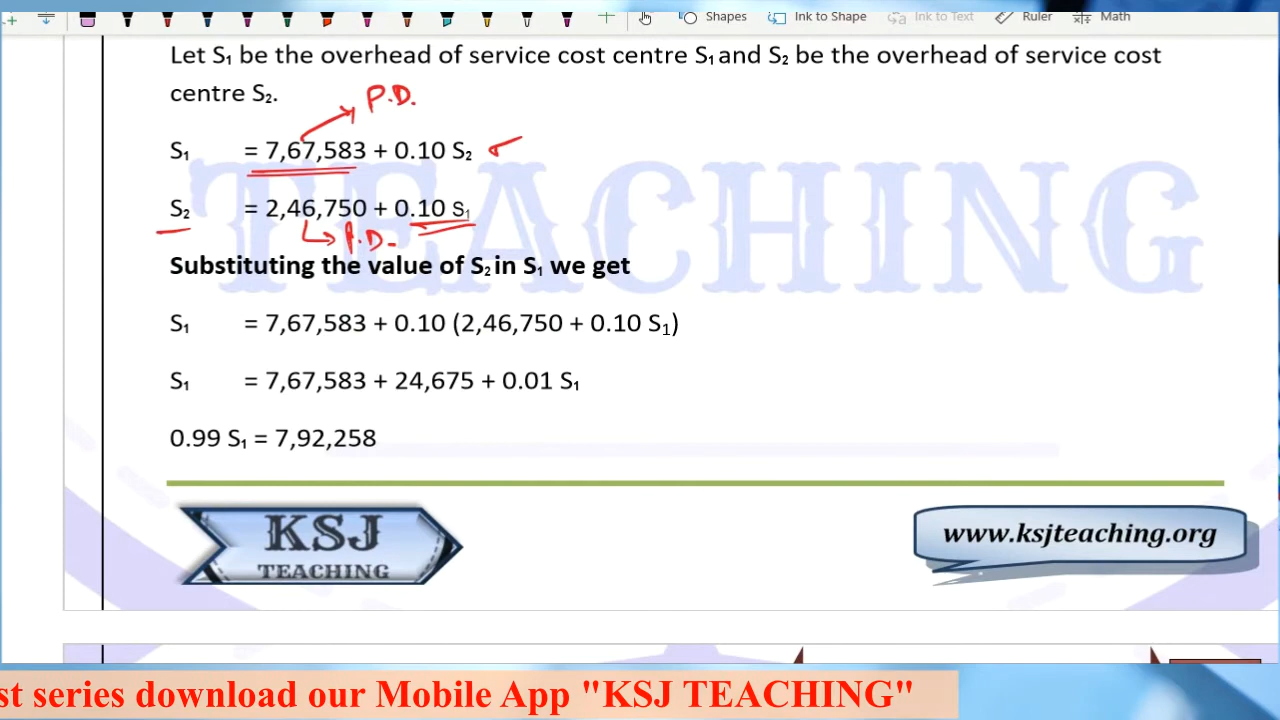 Shapes Ink to Shape Ink to Text Ruler Math
Let S₁ be the overhead of service cost centre S₁ and S₂ be the overhead of service cost
centre S₂.
P.D.
S₁ = 7,67,583 + 0.10 S₂
S₂ = 2,46,750 + 0.10 S₁
P.D.
Substituting the value of S₂ in S₁ we get
S₁ = 7,67,583 + 0.10 (2,46,750 + 0.10 S₁)
S₁ = 7,67,583 + 24,675 + 0.01 S₁
0.99 S₁ = 7,92,258
TEACHING
KSJ
TEACHING
www.ksjteaching.org
st series download our Mobile App "KSJ TEACHING"